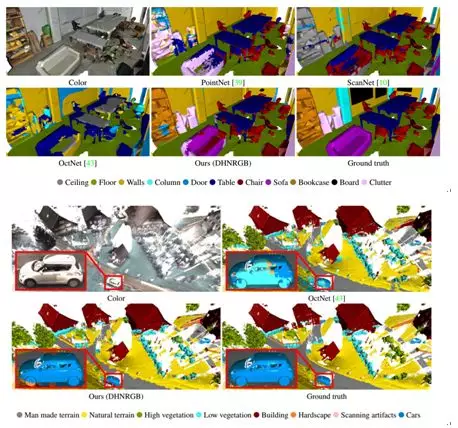 Color PointNet [39] ScanNet [10]
OctNet [43] Ours (DHNRGB) Ground truth
Ceiling Floor Walls Column Door Table Chair Sofa Bookcase Board Clutter
Color OctNet [43]
Ours (DHNRGB) Ground truth
Man made terrain Natural terrain High vegetation Low vegetation Building Hardscape Scanning artifacts Cars